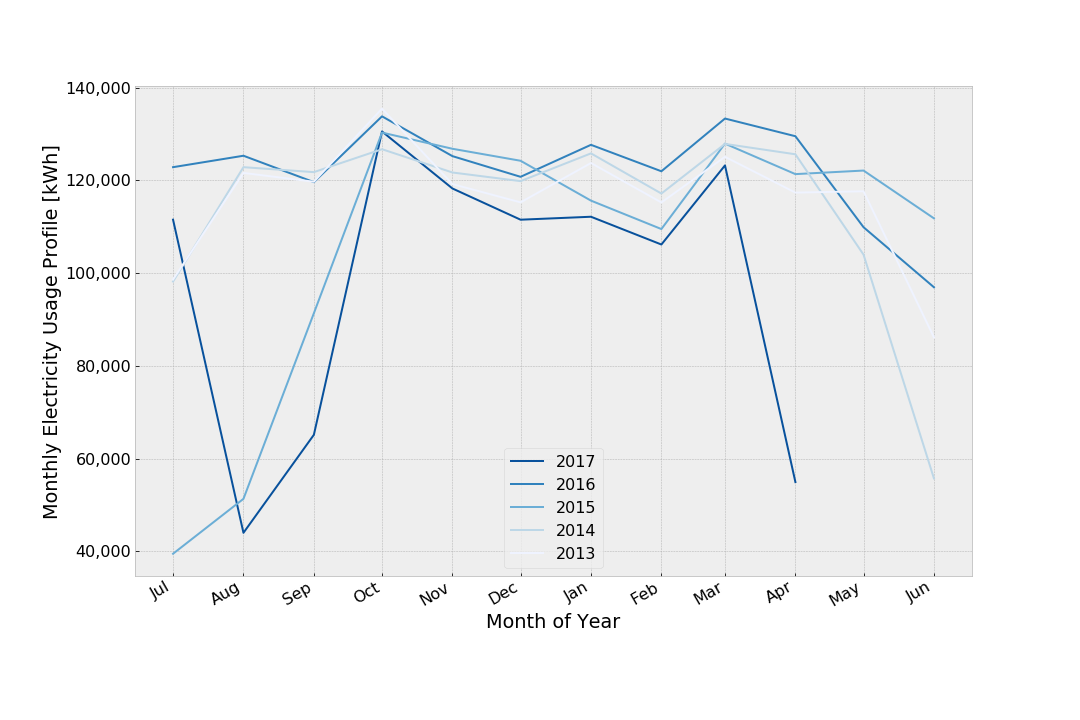 Monthly Electricity Usage Profile [kWh]
140,000
120,000
100,000
80,000
60,000
40,000
2017
2016
2015
2014
2013
Jul
Aug
Sep
Oct
Nov
Dec
Jan
Feb
Mar
Apr
May
Jun
Month of Year